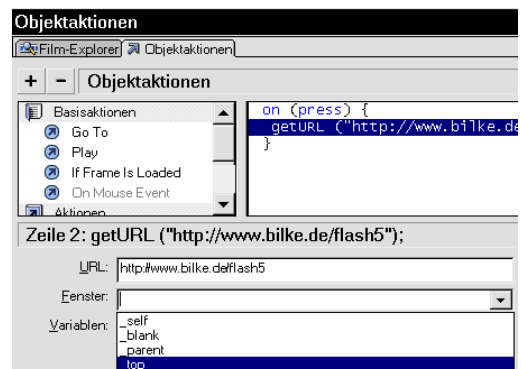 Objektaktionen
Film-Explorer Objektaktionen
+ - Objektaktionen
Basisaktionen
Go To
Play
If Frame Is Loaded
On Mouse Event
Aktionen
on (press) {
getURL ("http://www.bilke.de
}
Zeile 2: getURL ("http://www.bilke.de/flash5");
URL: http://www.bilke.de/flash5
Fenster:
Variablen:
_self
_blank
_parent
_top